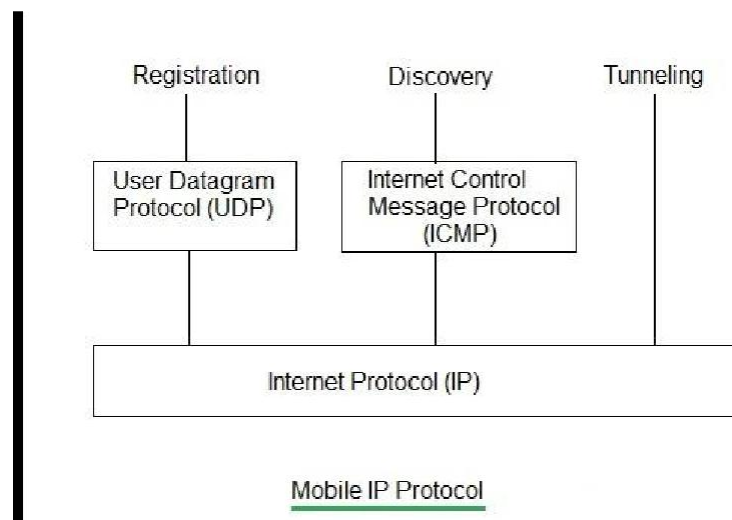 Registration
Discovery
Tunneling
User Datagram
Protocol (UDP)
Internet Control
Message Protocol
(ICMP)
Internet Protocol (IP)
Mobile IP Protocol